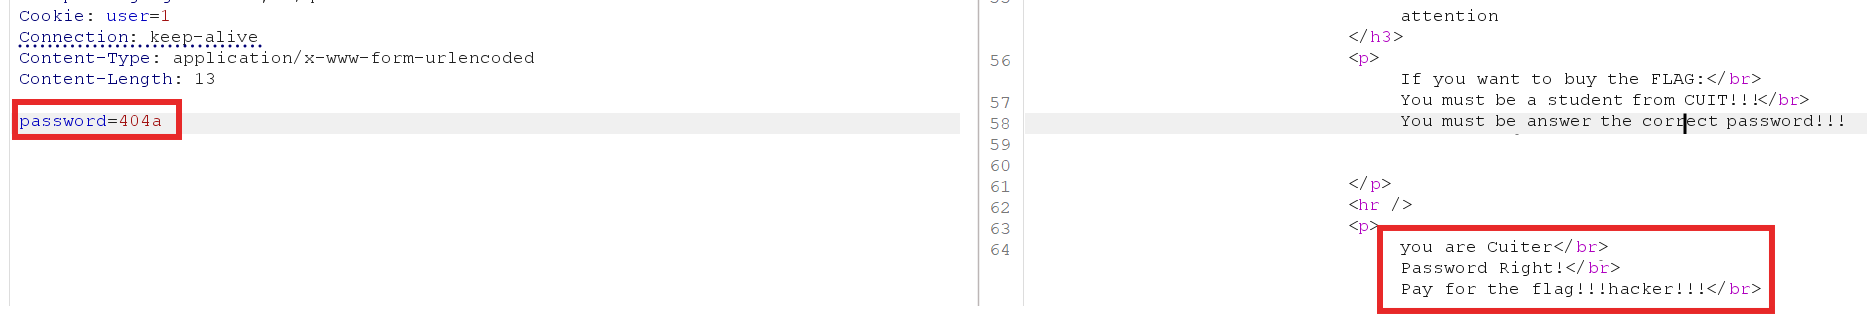 Cookie: user=1
Connection: keep-alive
Content-Type: application/x-www-form-urlencoded
Content-Length: 13
password=404a
attention
</h3>
56 <p>
If you want to buy the FLAG:</br>
57 You must be a student from CUIT!!!</br>
58 You must be answer the correct password!!!
59
60
61 </p>
62 <hr />
63 <p>
64 you are Cuiter</br>
Password Right!</br>
Pay for the flag!!!hacker!!!</br>